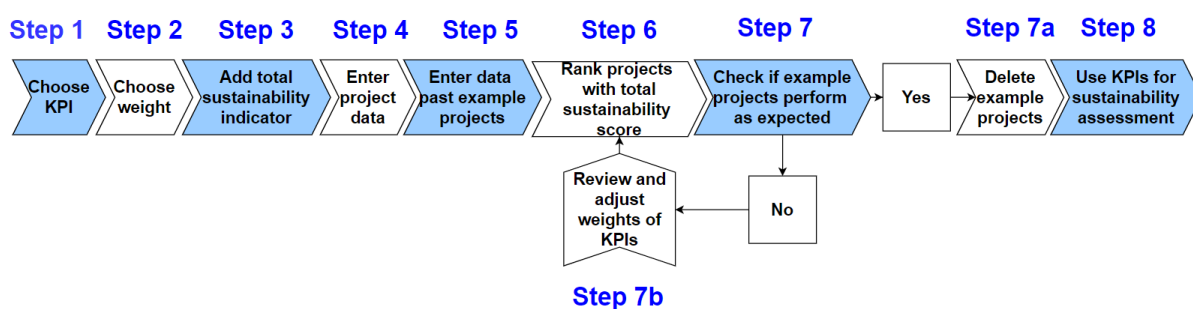 Step 1
Step 2
Step 3
Step 4
Step 5
Step 6
Step 7
Step 7a
Step 8
Choose
KPI
Choose
weight
Add total
sustainability
indicator
Enter
project
data
Enter data
past example
projects
Rank projects
with total
sustainability
score
Check if example
projects perform
as expected
Yes
Delete
example
projects
Use KPIs for
sustainability
assessment
Review and
adjust
weights of
KPIs
No
Step 7b